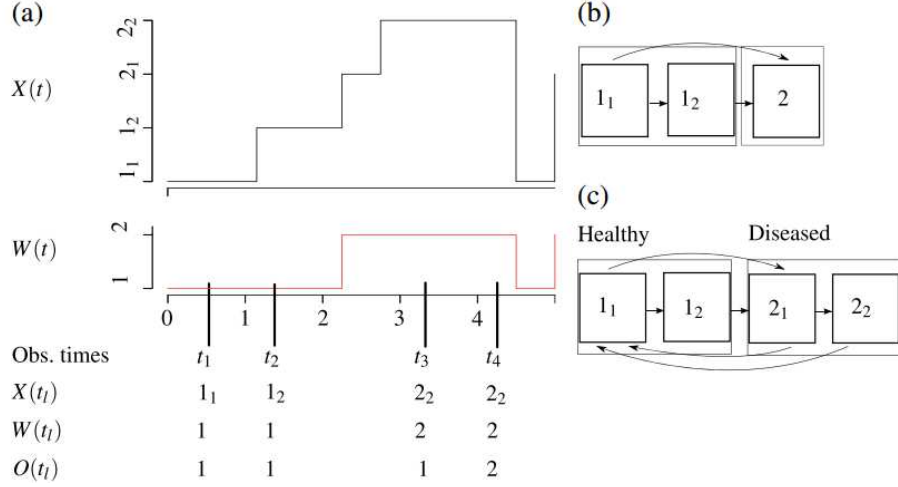 (a)
X(t)
2₂
2₁
1₂
1₁
W(t)
2
1
0 1 2 3 4
Obs. times t₁ t₂ t₃ t₄
X(tₗ) 1₁ 1₂ 2₂ 2₂
W(tₗ) 1 1 2 2
O(tₗ) 1 1 1 2
(b)
1₁ 1₂ 2
(c)
Healthy Diseased
1₁ 1₂ 2₁ 2₂